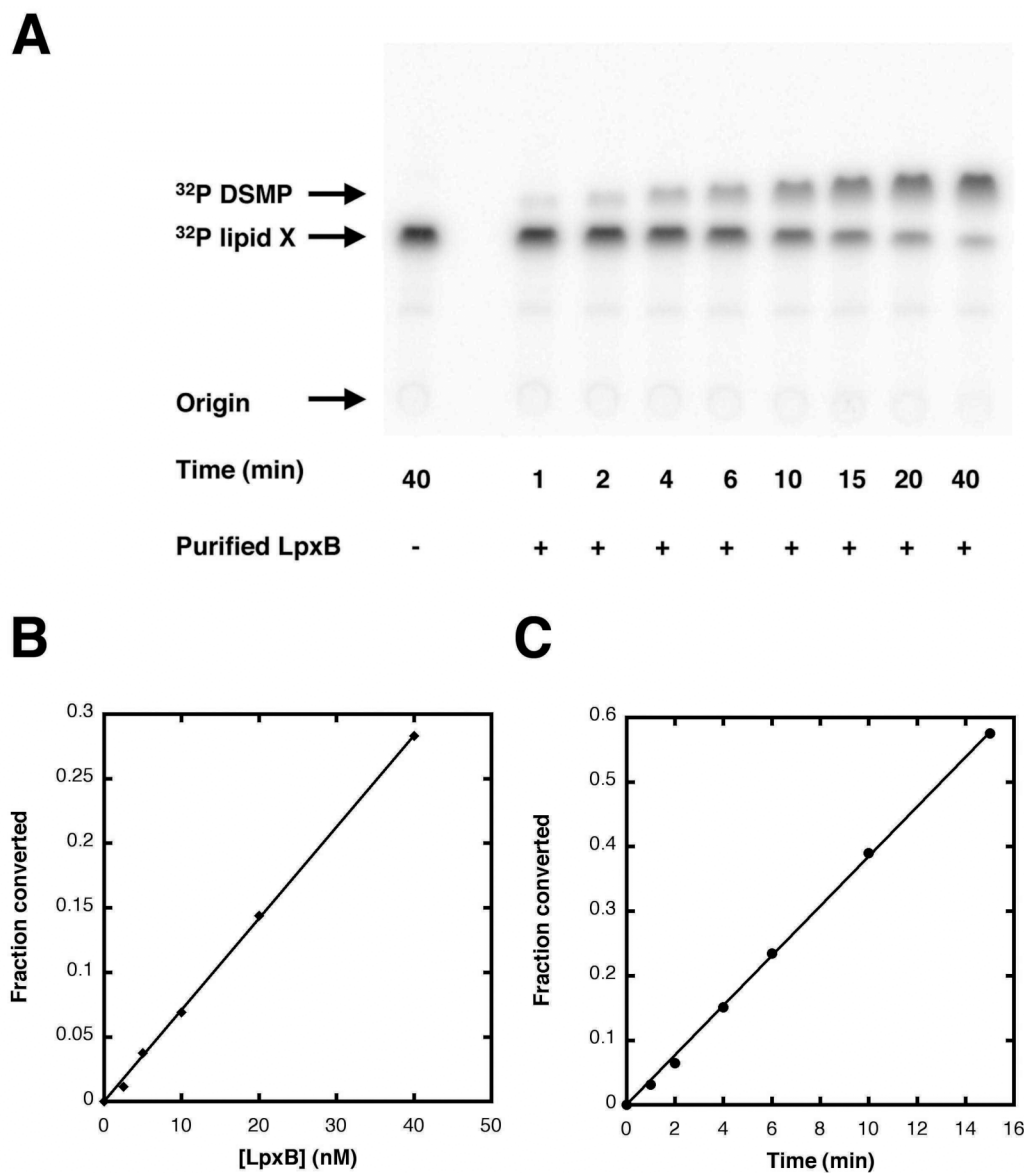 A
³²P DSMP
³²P lipid X
Origin
Time (min) 40 1 2 4 6 10 15 20 40
Purified LpxB - + + + + + + + +
B
C
0.3
0.25
0.2
0.15
0.1
0.05
0
0 10 20 30 40 50
Fraction converted
[LpxB] (nM)
0.6
0.5
0.4
0.3
0.2
0.1
0
0 2 4 6 8 10 12 14 16
Fraction converted
Time (min)